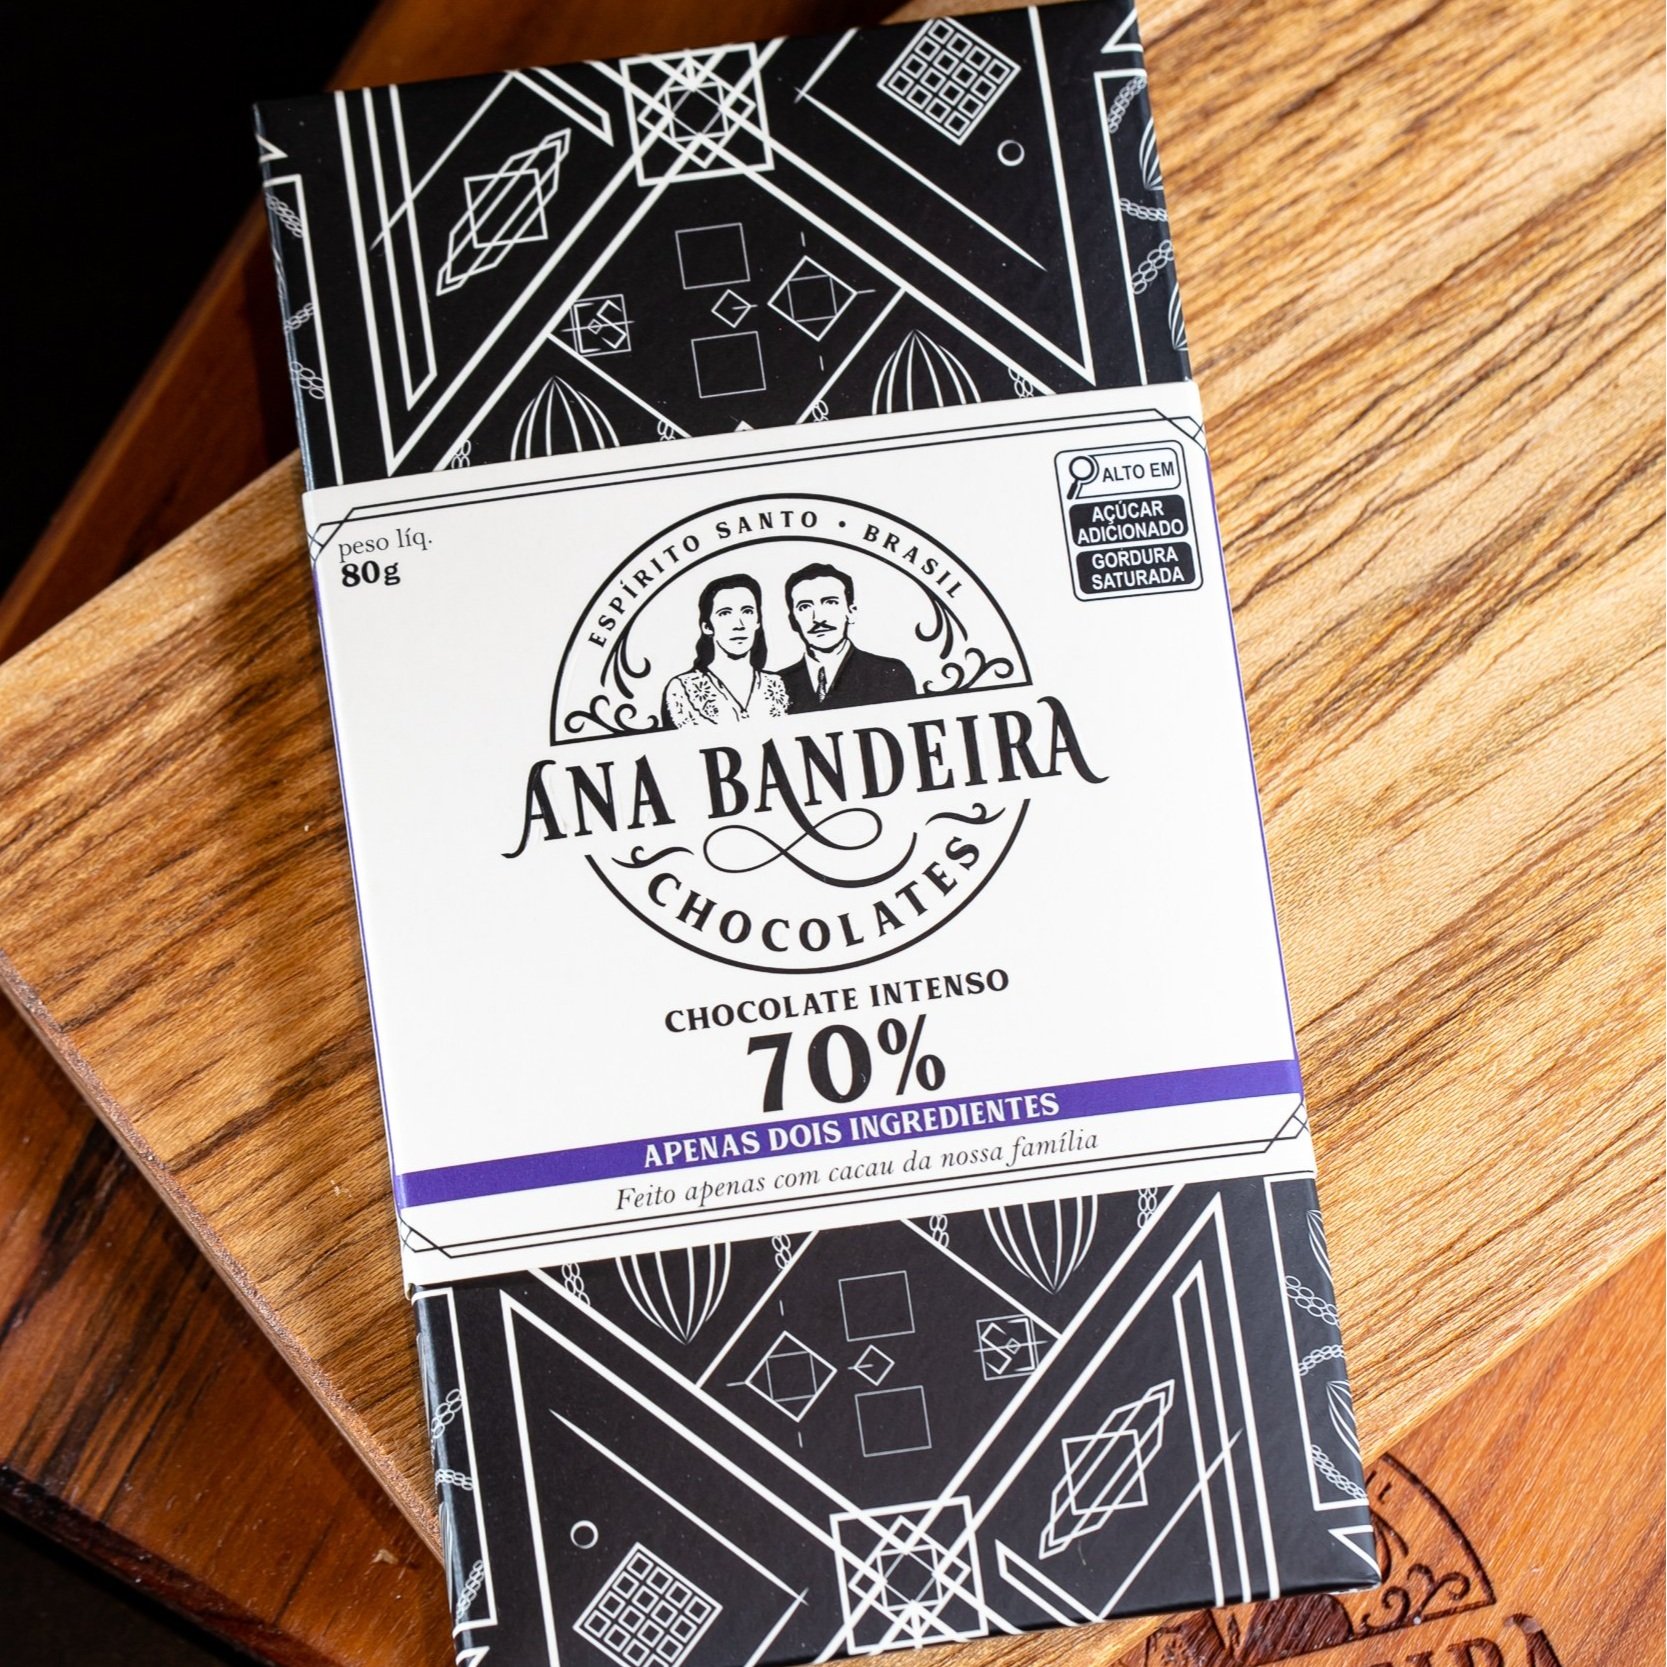 peso líq.
80g
ALTO EM
AÇÚCAR
ADICIONADO
GORDURA
SATURADA
ESPÍRITO SANTO • BRASIL
ANA BANDEIRA
CHOCOLATES
CHOCOLATE INTENSO
70%
APENAS DOIS INGREDIENTES
Feito apenas com cacau da nossa família